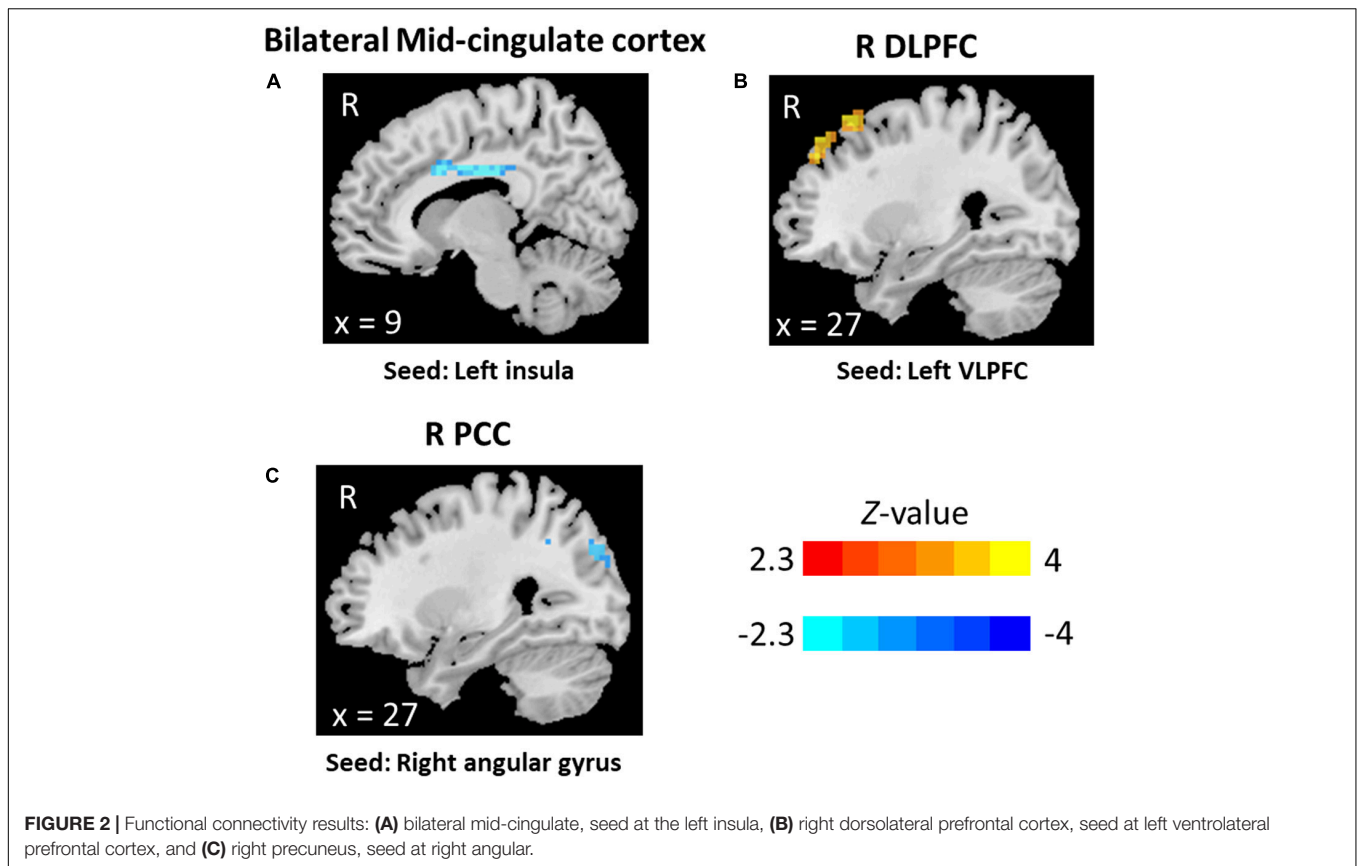 Bilateral Mid-cingulate cortex
A
R
x = 9
Seed: Left insula
R DLPFC
B
R
x = 27
Seed: Left VLPFC
R PCC
C
R
x = 27
Seed: Right angular gyrus
Z-value
2.3 4
-2.3 -4
FIGURE 2 | Functional connectivity results: (A) bilateral mid-cingulate, seed at the left insula, (B) right dorsolateral prefrontal cortex, seed at left ventrolateral
prefrontal cortex, and (C) right precuneus, seed at right angular.